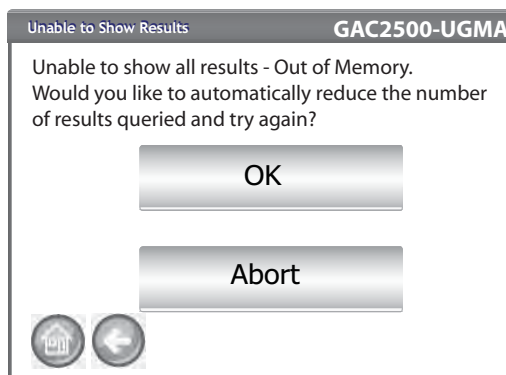 Unable to Show Results GAC2500-UGMA
Unable to show all results - Out of Memory.
Would you like to automatically reduce the number
of results queried and try again?
OK
Abort